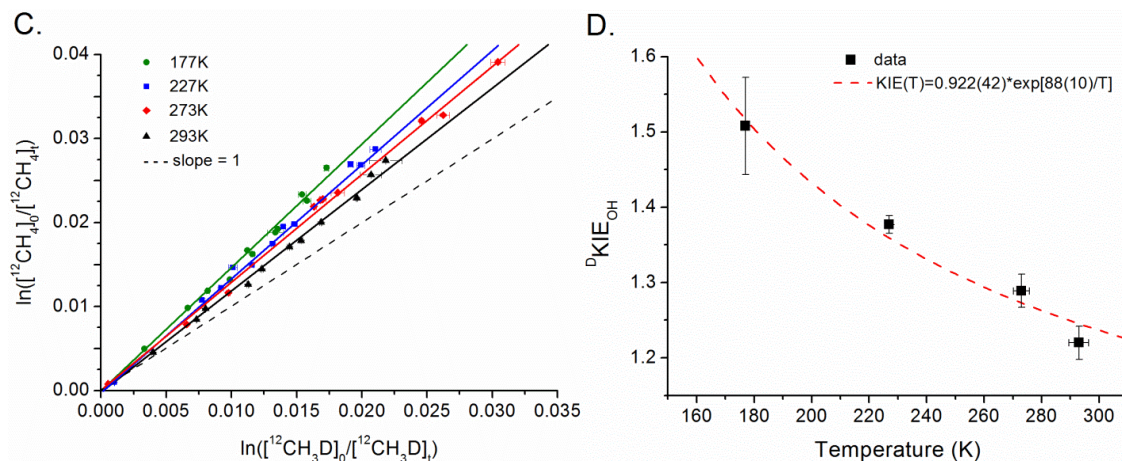 C.
ln([¹²CH₄]₀/[¹²CH₄]ₜ)
0.04
0.03
0.02
0.01
0.00
177K
227K
273K
293K
slope = 1
0.000 0.005 0.010 0.015 0.020 0.025 0.030 0.035
ln([¹²CH₃D]₀/[¹²CH₃D]ₜ)
D.
ᴰKIE_OH
1.6
1.5
1.4
1.3
1.2
data
KIE(T)=0.922(42)*exp[88(10)/T]
160 180 200 220 240 260 280 300
Temperature (K)